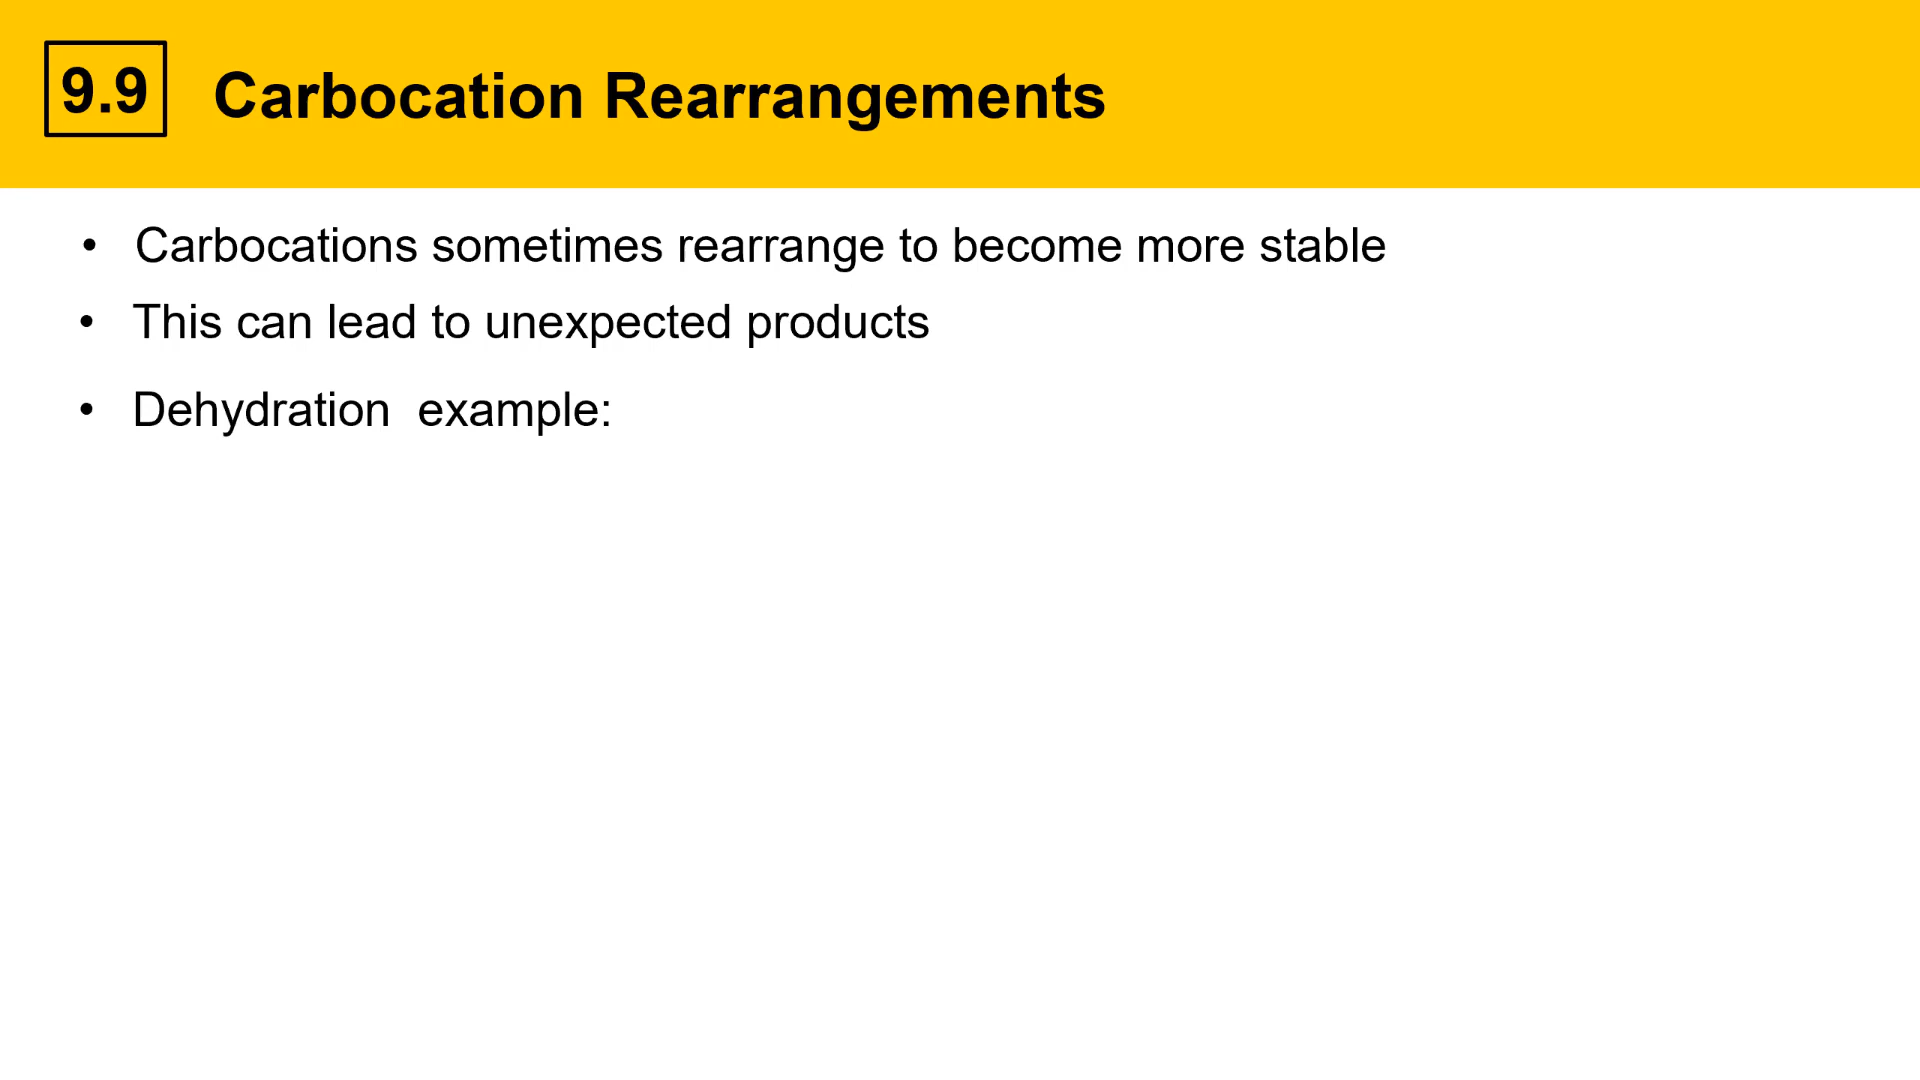 9.9 Carbocation Rearrangements
• Carbocations sometimes rearrange to become more stable
• This can lead to unexpected products
• Dehydration example: